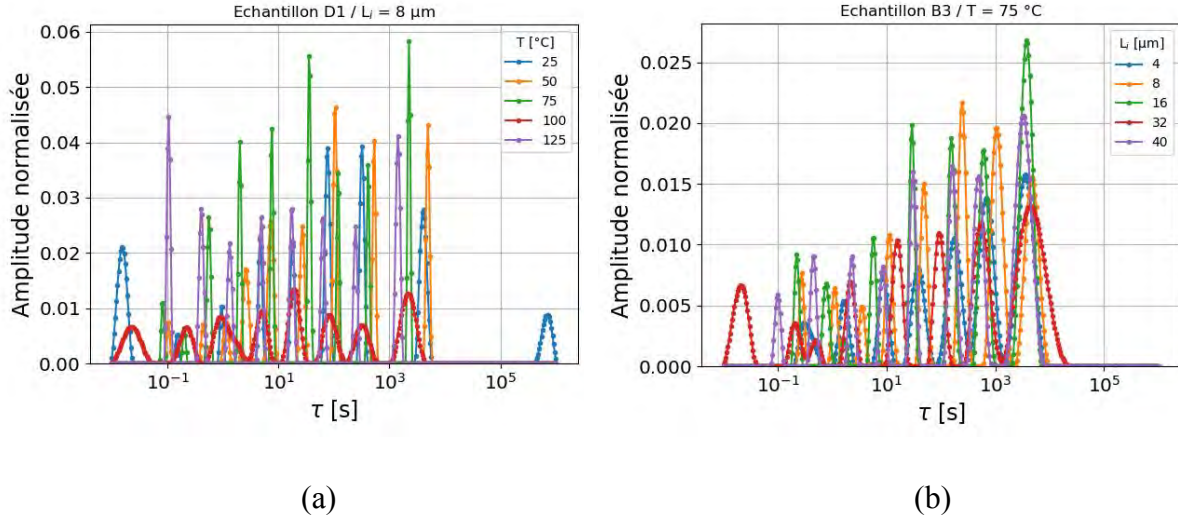 Echantillon D1 / Li = 8 µm
Amplitude normalisée
0.06
0.05
0.04
0.03
0.02
0.01
0.00
T [°C]
25
50
75
100
125
10⁻¹ 10¹ 10³ 10⁵
τ [s]
(a)
Echantillon B3 / T = 75 °C
Amplitude normalisée
0.025
0.020
0.015
0.010
0.005
0.000
Li [µm]
4
8
16
32
40
10⁻¹ 10¹ 10³ 10⁵
τ [s]
(b)